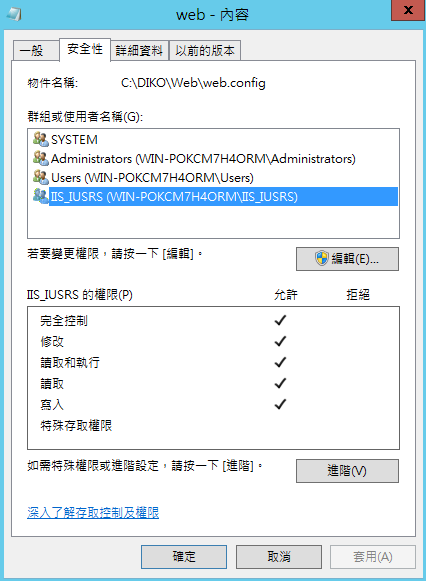 web - 內容
x
一般 安全性 詳細資料 以前的版本
物件名稱: C:\DIKO\Web\web.config
群組或使用者名稱(G):
SYSTEM
Administrators (WIN-POKCM7H4ORM\Administrators)
Users (WIN-POKCM7H4ORM\Users)
IIS_IUSRS (WIN-POKCM7H4ORM\IIS_IUSRS)
若要變更權限，請按一下 [編輯]。 編輯(E)...
IIS_IUSRS 的權限(P) 允許 拒絕
完全控制
修改
讀取和執行
讀取
寫入
特殊存取權限
如需特殊權限或進階設定，請按一下 [進階]。 進階(V)
深入了解存取控制及權限
確定 取消 套用(A)